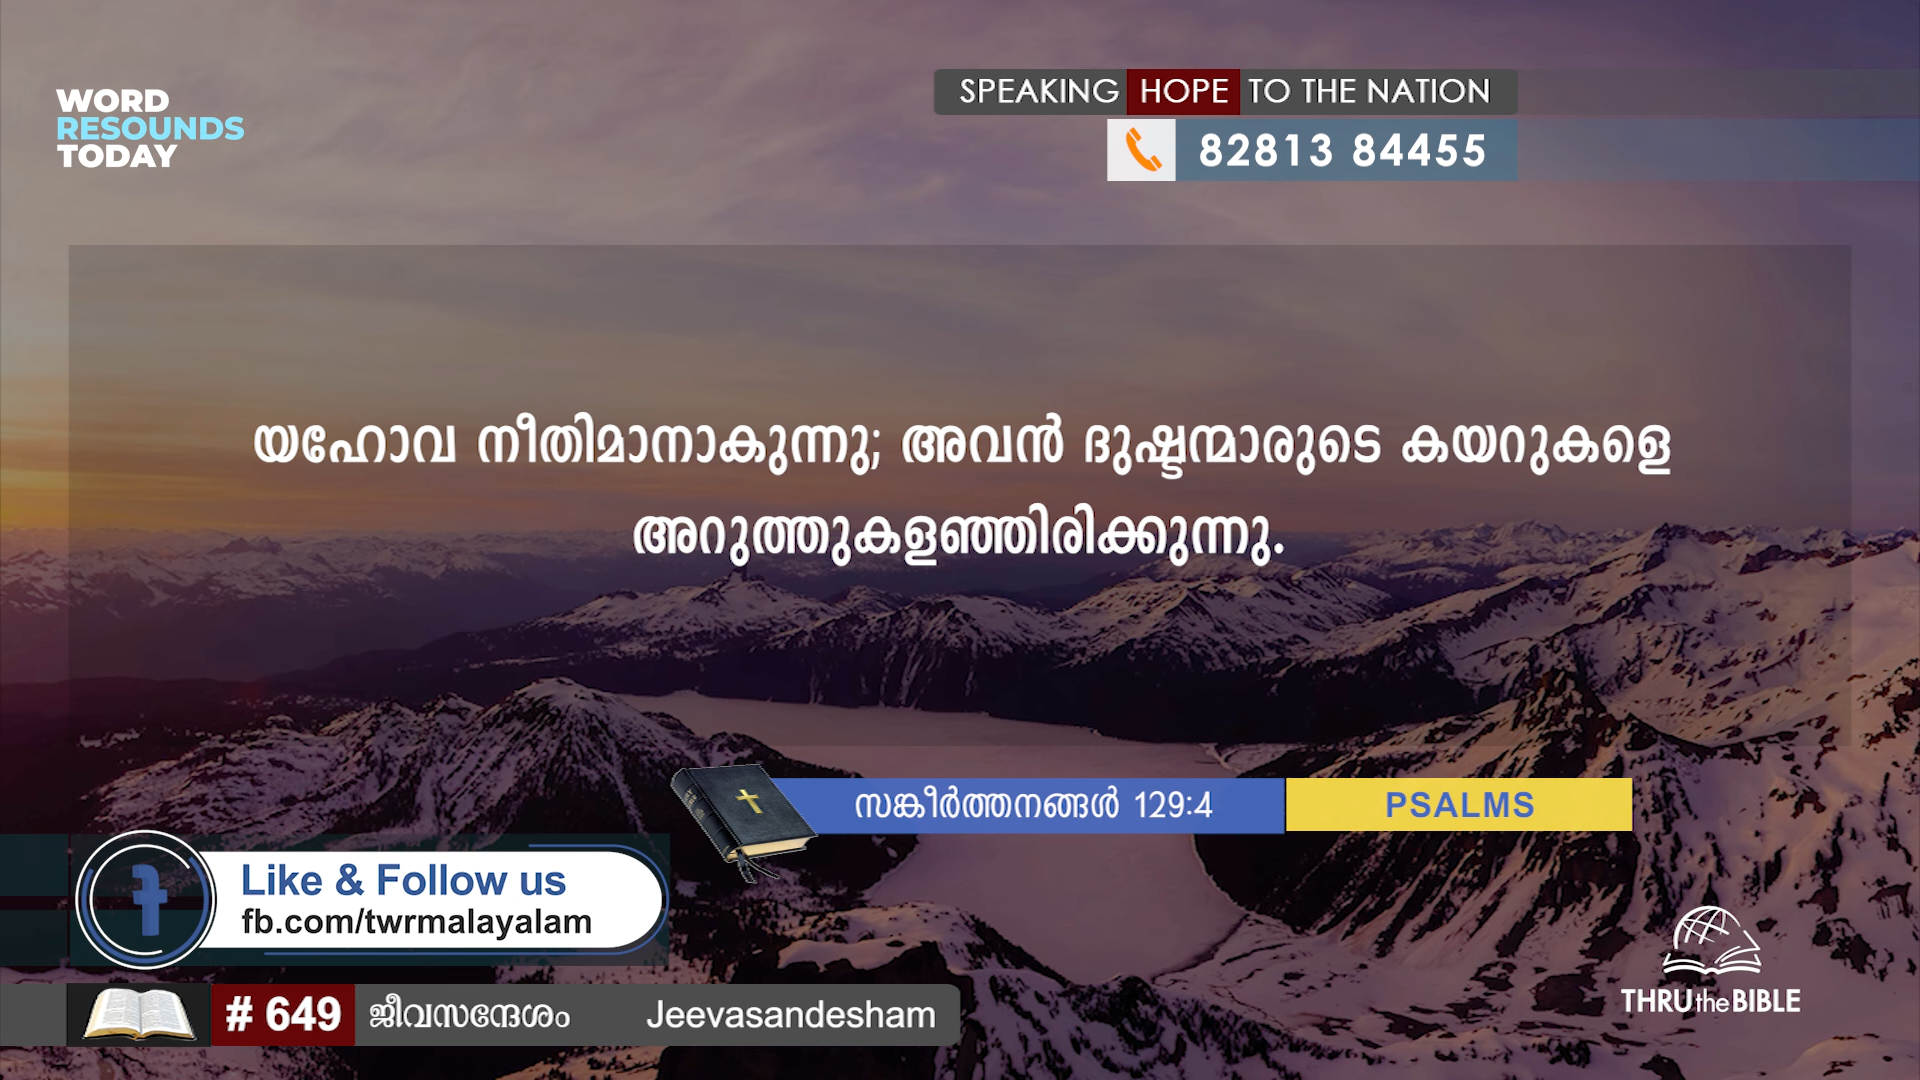 WORD
RESOUNDS
TODAY
SPEAKING HOPE TO THE NATION
82813 84455
യഹോവ നീതിമാനാകുന്നു; അവൻ ദുഷ്ടന്മാരുടെ കയറുകളെ
അറുത്തുകളഞ്ഞിരിക്കുന്നു.
സങ്കീർത്തനങ്ങൾ 129:4
PSALMS
Like & Follow us
fb.com/twrmalayalam
# 649 ജീവസന്ദേശം Jeevasandesham
THRU the BIBLE